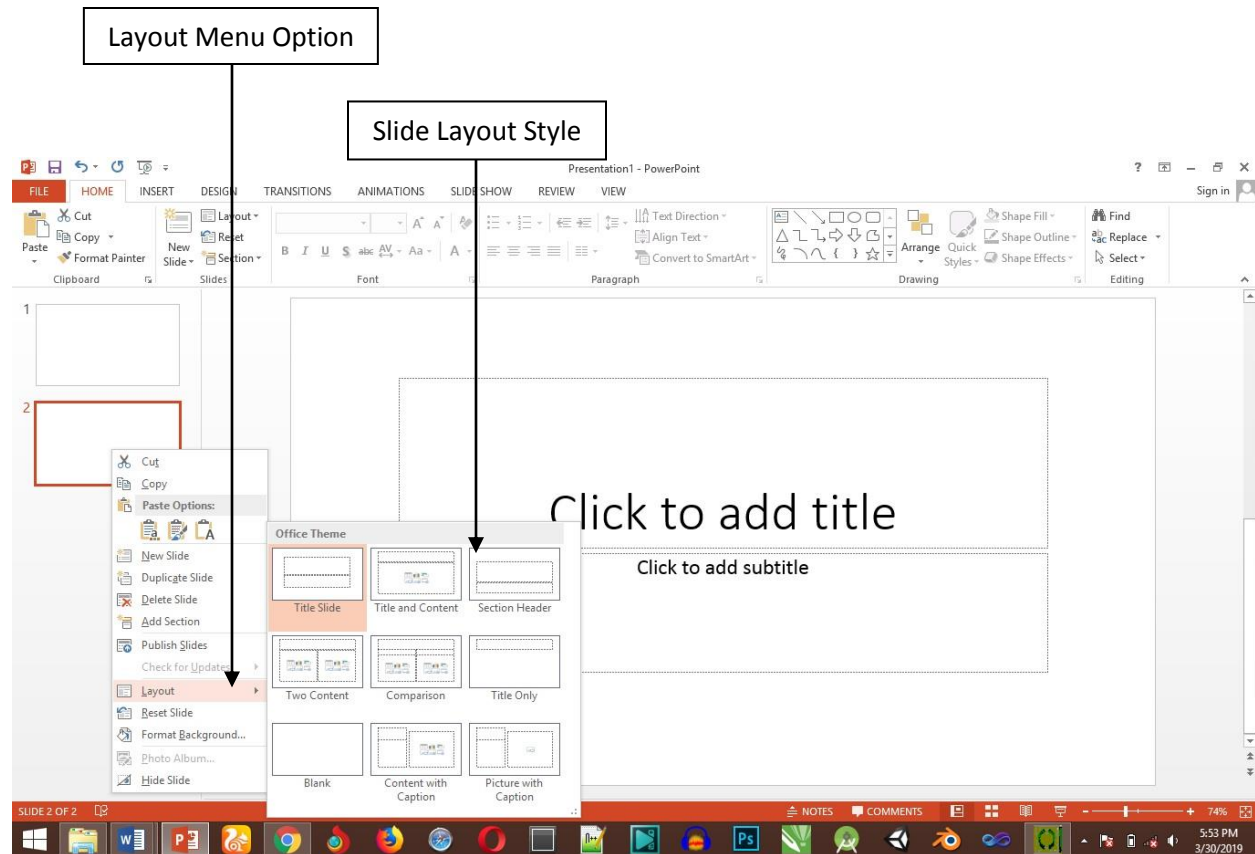 Layout Menu Option
Slide Layout Style
Presentation1 - PowerPoint
?
FILE HOME INSERT DESIGN TRANSITIONS ANIMATIONS SLIDE SHOW REVIEW VIEW Sign in
Paste
Cut
Copy
Format Painter
Clipboard
New
Slide
Layout
Reset
Section
Slides
B I U S abc AV Aa A
Font
Text Direction
Align Text
Convert to SmartArt
Paragraph
Arrange
Quick
Styles
Shape Fill
Shape Outline
Shape Effects
Drawing
Find
Replace
Select
Editing
1
2
Cut
Copy
Paste Options:
New Slide
Duplicate Slide
Delete Slide
Add Section
Publish Slides
Check for Updates
Layout
Reset Slide
Format Background...
Photo Album...
Hide Slide
Office Theme
Title Slide
Title and Content
Section Header
Two Content
Comparison
Title Only
Blank
Content with
Caption
Picture with
Caption
Click to add title
Click to add subtitle
SLIDE 2 OF 2
NOTES COMMENTS 74%
Ps
5:53 PM
3/30/2019